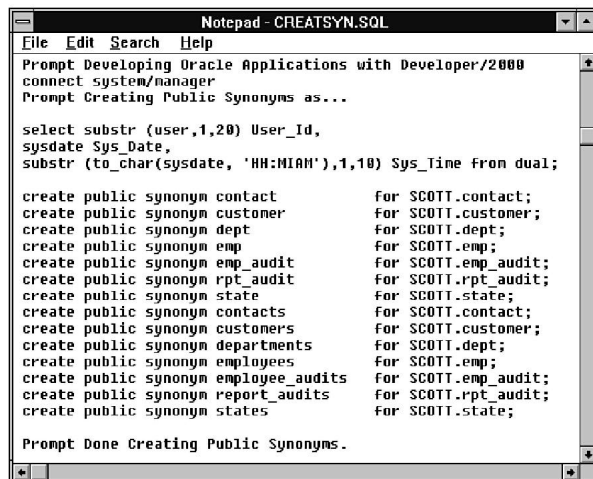 Notepad - CREATSYN.SQL
File Edit Search Help
Prompt Developing Oracle Applications with Developer/2000
connect system/manager
Prompt Creating Public Synonyms as...
select substr (user,1,20) User_Id,
sysdate Sys_Date,
substr (to_char(sysdate, 'HH:MIAM'),1,10) Sys_Time from dual;
create public synonym contact for SCOTT.contact;
create public synonym customer for SCOTT.customer;
create public synonym dept for SCOTT.dept;
create public synonym emp for SCOTT.emp;
create public synonym emp_audit for SCOTT.emp_audit;
create public synonym rpt_audit for SCOTT.rpt_audit;
create public synonym state for SCOTT.state;
create public synonym contacts for SCOTT.contact;
create public synonym customers for SCOTT.customer;
create public synonym departments for SCOTT.dept;
create public synonym employees for SCOTT.emp;
create public synonym employee_audits for SCOTT.emp_audit;
create public synonym report_audits for SCOTT.rpt_audit;
create public synonym states for SCOTT.state;
Prompt Done Creating Public Synonyms.